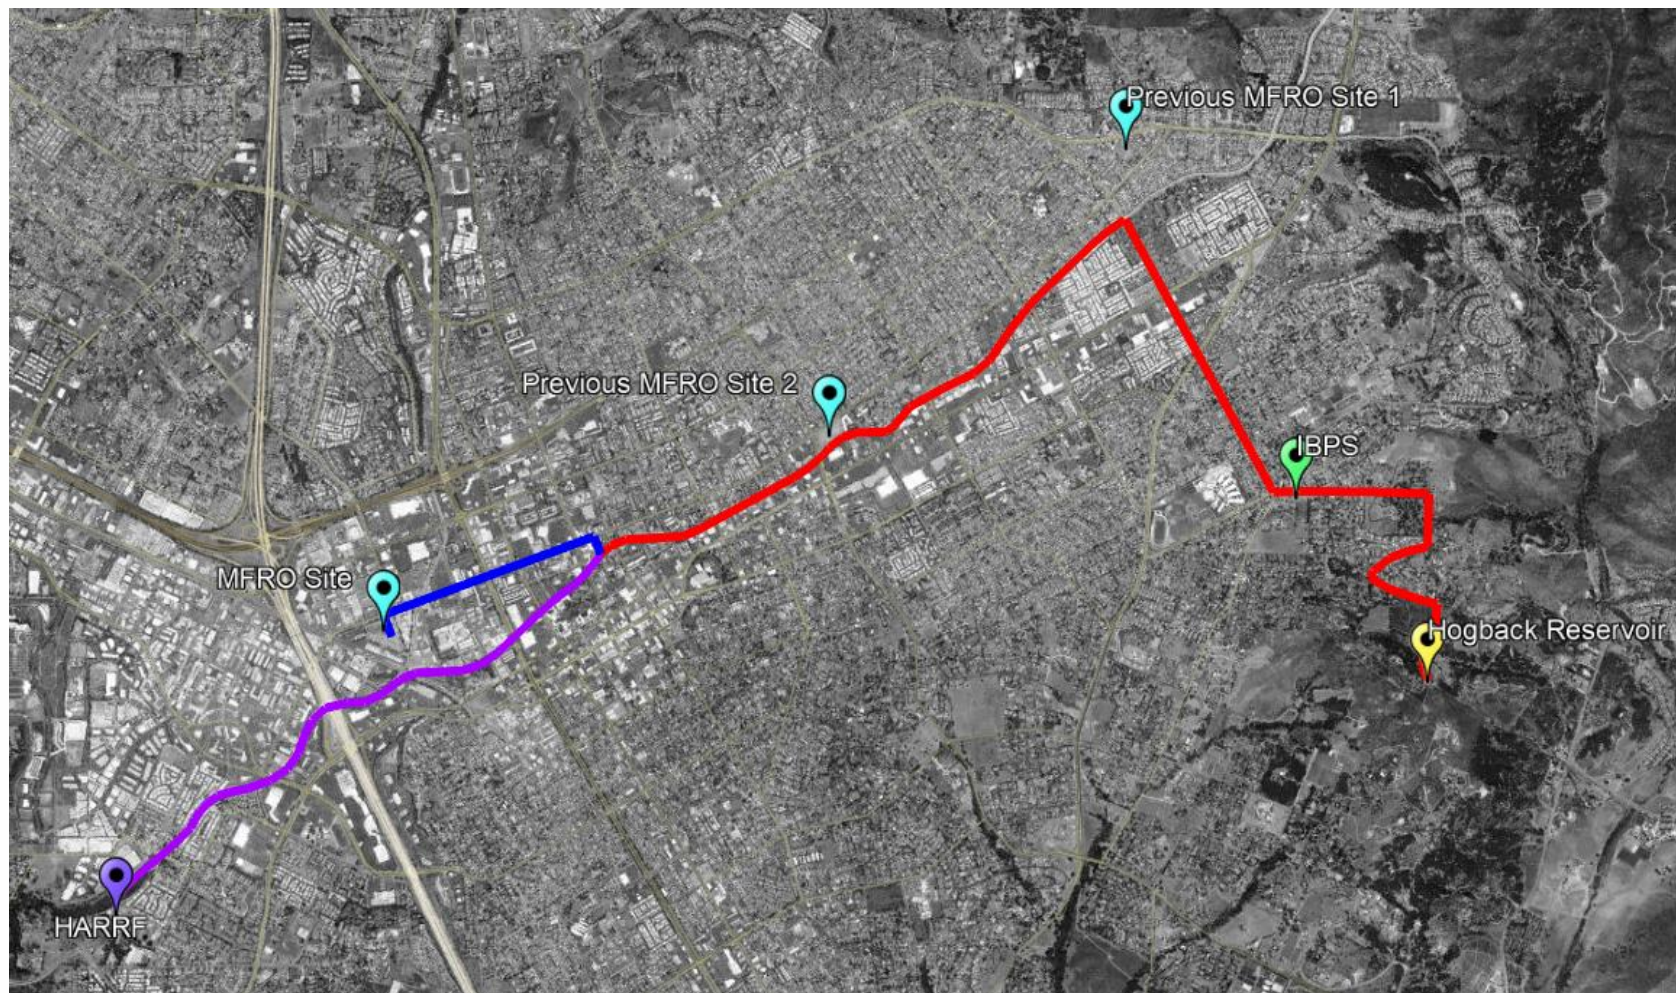 Previous MFRO Site 1
Previous MFRO Site 2
IBPS
MFRO Site
Hogback Reservoir
HARRF